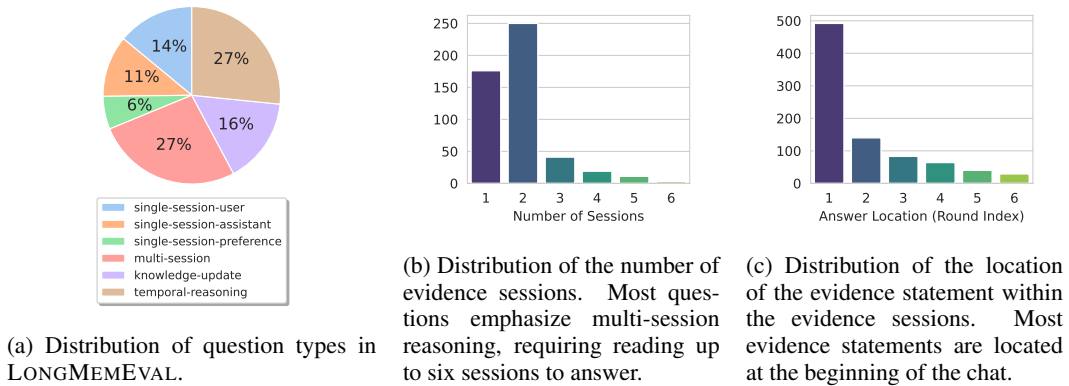 14%
27%
11%
6%
16%
27%
single-session-user
single-session-assistant
single-session-preference
multi-session
knowledge-update
temporal-reasoning
(a) Distribution of question types in
LONGMEMEVAL.
250
200
150
100
50
0
1 2 3 4 5 6
Number of Sessions
(b) Distribution of the number of
evidence sessions. Most ques-
tions emphasize multi-session
reasoning, requiring reading up
to six sessions to answer.
500
400
300
200
100
0
1 2 3 4 5 6
Answer Location (Round Index)
(c) Distribution of the location
of the evidence statement within
the evidence sessions. Most
evidence statements are located
at the beginning of the chat.